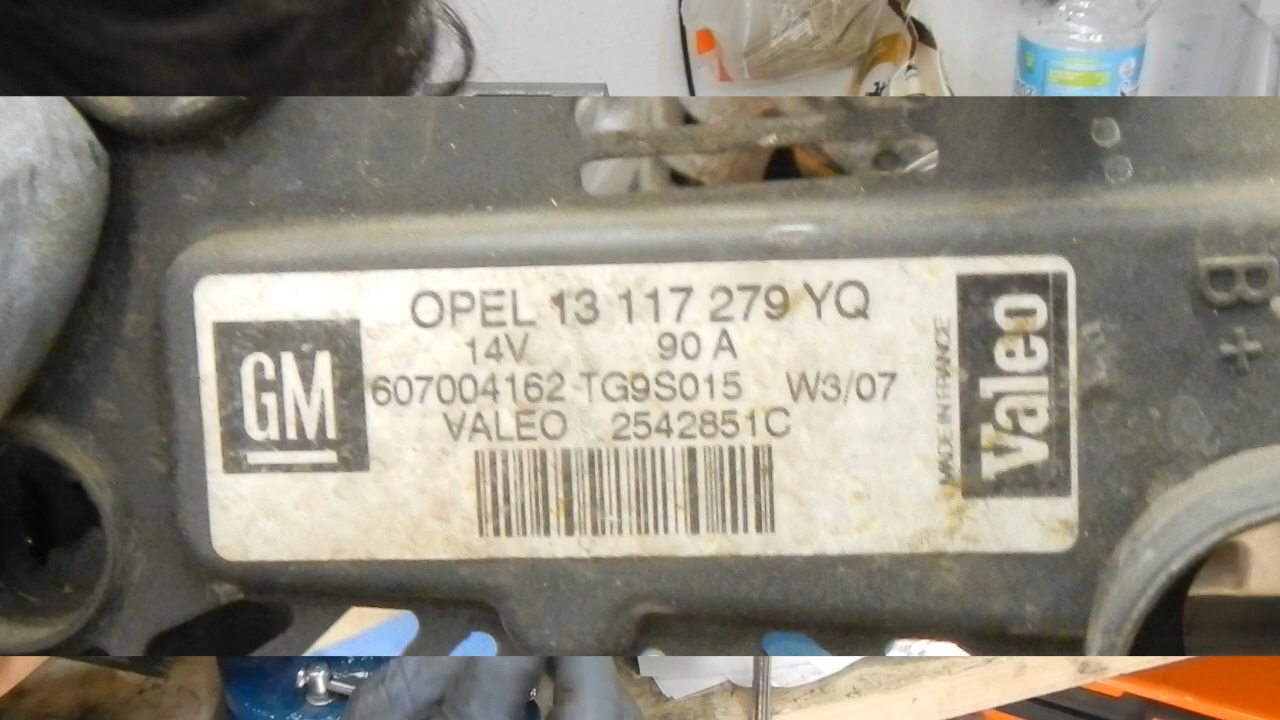 OPEL 13 117 279 YQ
14V 90 A
607004162 TG9S015 W3/07
VALEO 2542851C
GM
MADE IN FRANCE
Valeo
B
+